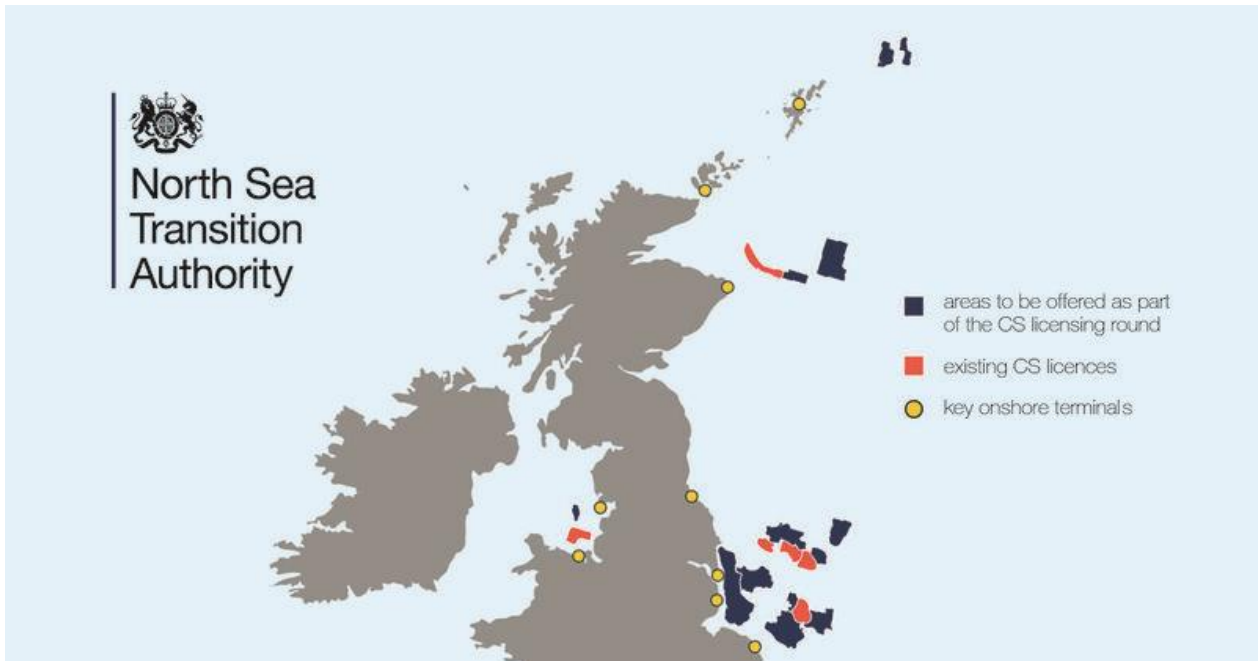 North Sea
Transition
Authority
areas to be offered as part
of the CS licensing round
existing CS licences
key onshore terminals